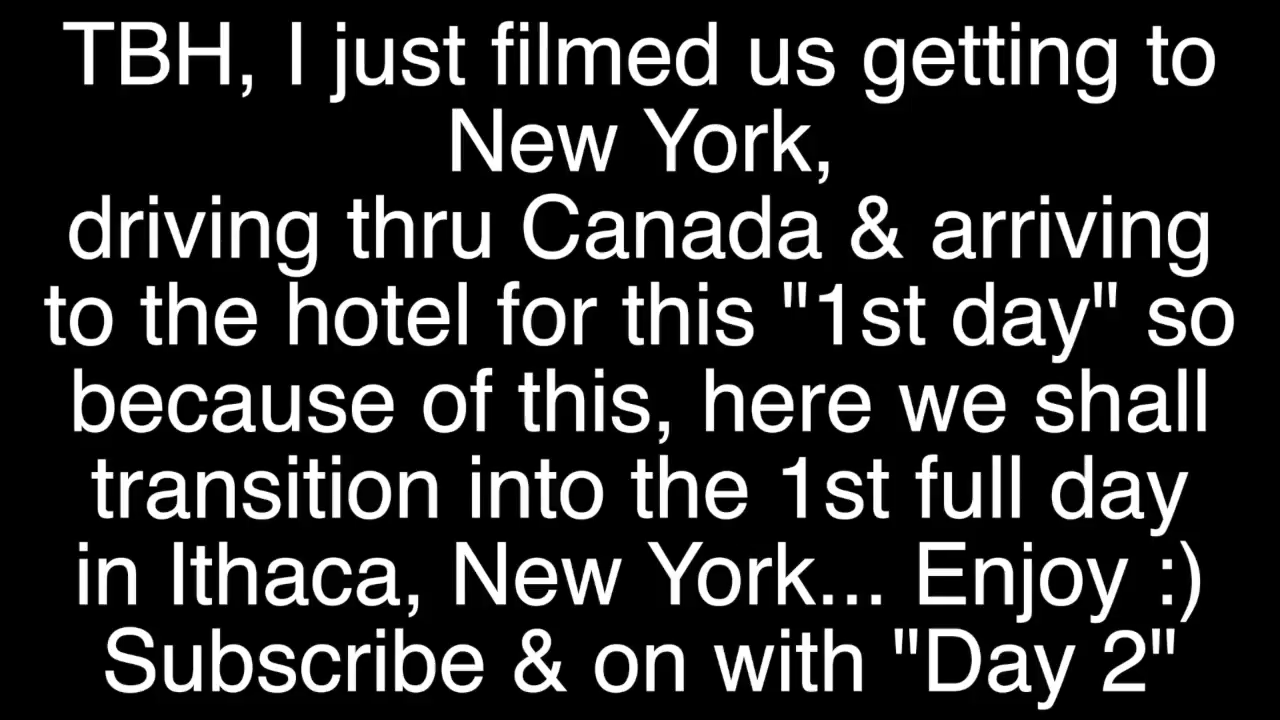 TBH, I just filmed us getting to
New York,
driving thru Canada & arriving
to the hotel for this "1st day" so
because of this, here we shall
transition into the 1st full day
in Ithaca, New York... Enjoy :)
Subscribe & on with "Day 2"